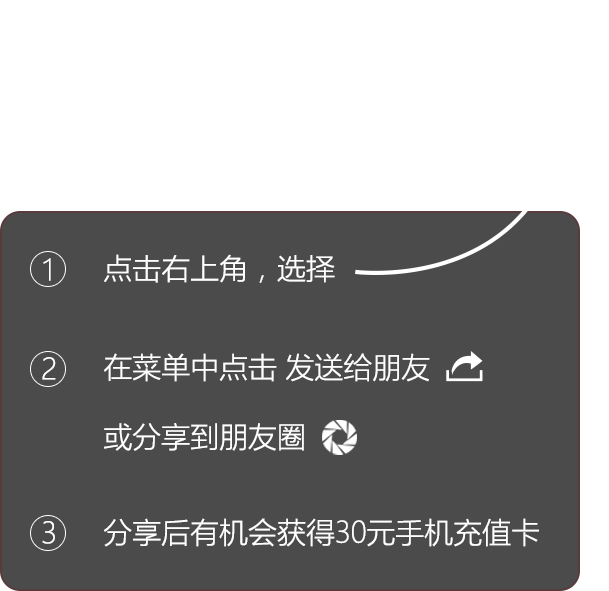 ① 点击右上角，选择
② 在菜单中点击 发送给朋友
或分享到朋友圈
③ 分享后有机会获得30元手机充值卡